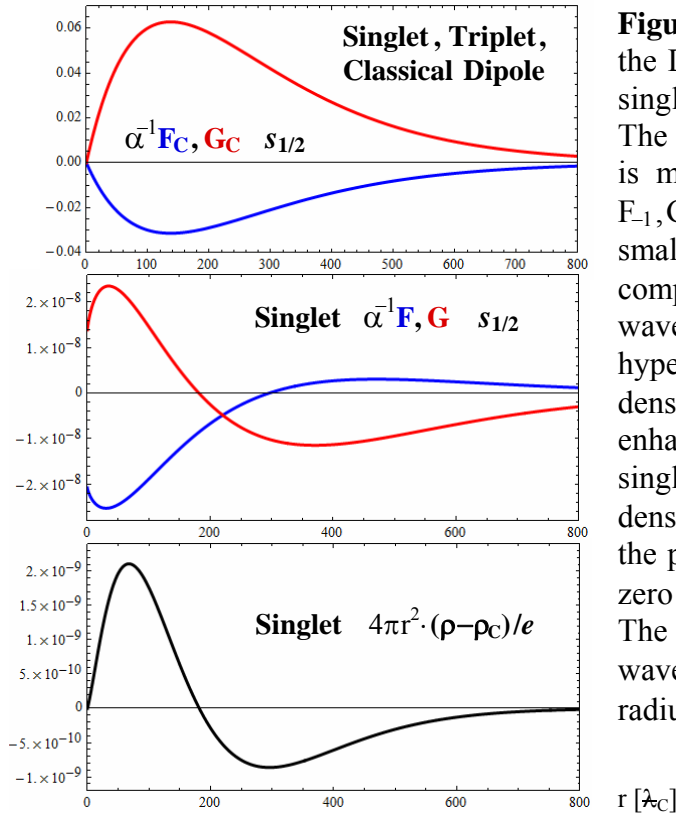 0.06
0.04
0.02
0.00
−0.02
−0.04
Singlet , Triplet ,
Classical Dipole
ᾱ⁻¹F_C, G_C s_1/2
0 100 200 300 400 500 600 700 800
2.×10⁻⁸
1.×10⁻⁸
0
−1.×10⁻⁸
−2.×10⁻⁸
Singlet ᾱ⁻¹F, G s_1/2
0 200 400 600 800
2.×10⁻⁹
1.5×10⁻⁹
1.×10⁻⁹
5.×10⁻¹⁰
0
−5.×10⁻¹⁰
−1.×10⁻⁹
Singlet 4πr²·(ρ−ρ_C)/e
0 200 400 600 800
Figu
the
singl
The
is m
F₋₁,
smal
comp
wave
hype
dens
enha
singl
dens
the p
zero
The
wave
radiu
r [ƛ_C]